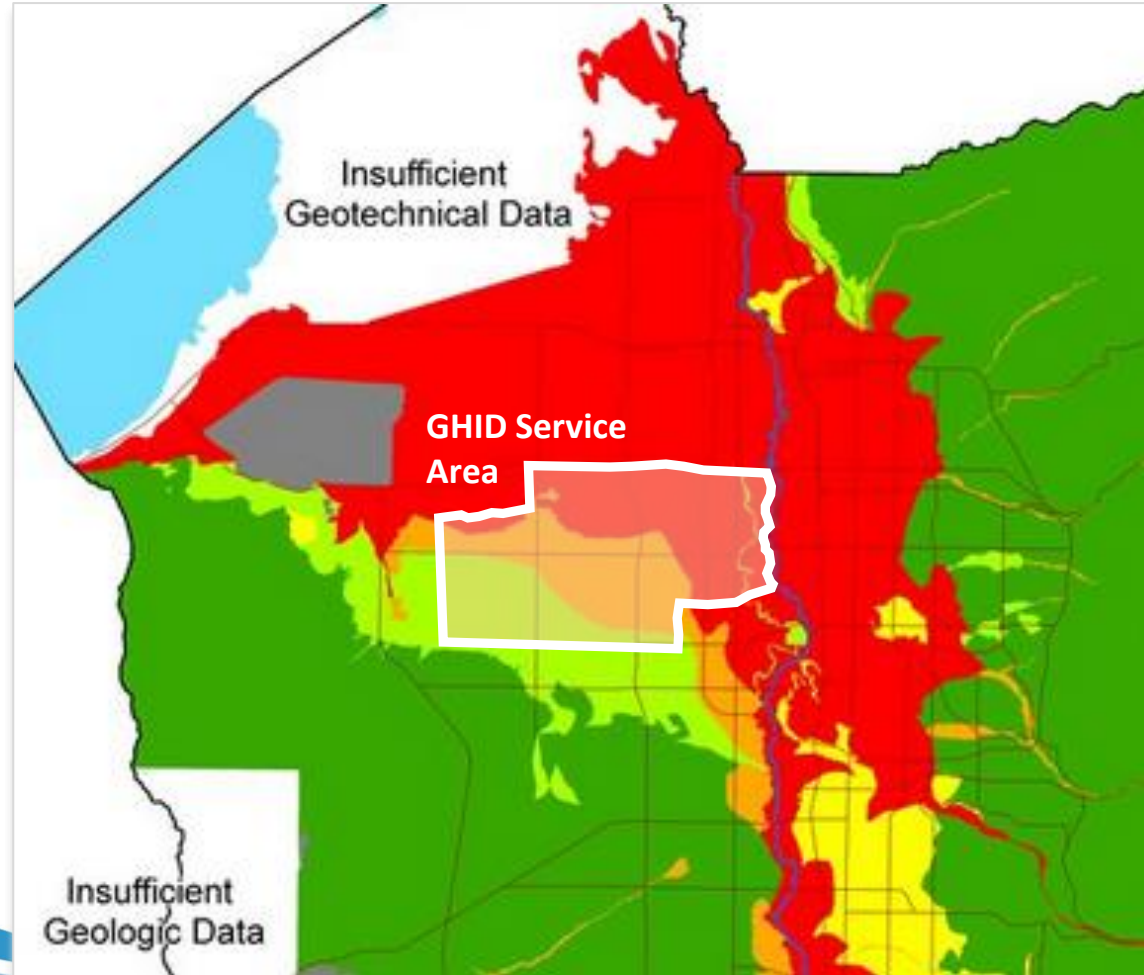 Insufficient
Geotechnical Data
GHID Service
Area
Insufficient
Geologic Data